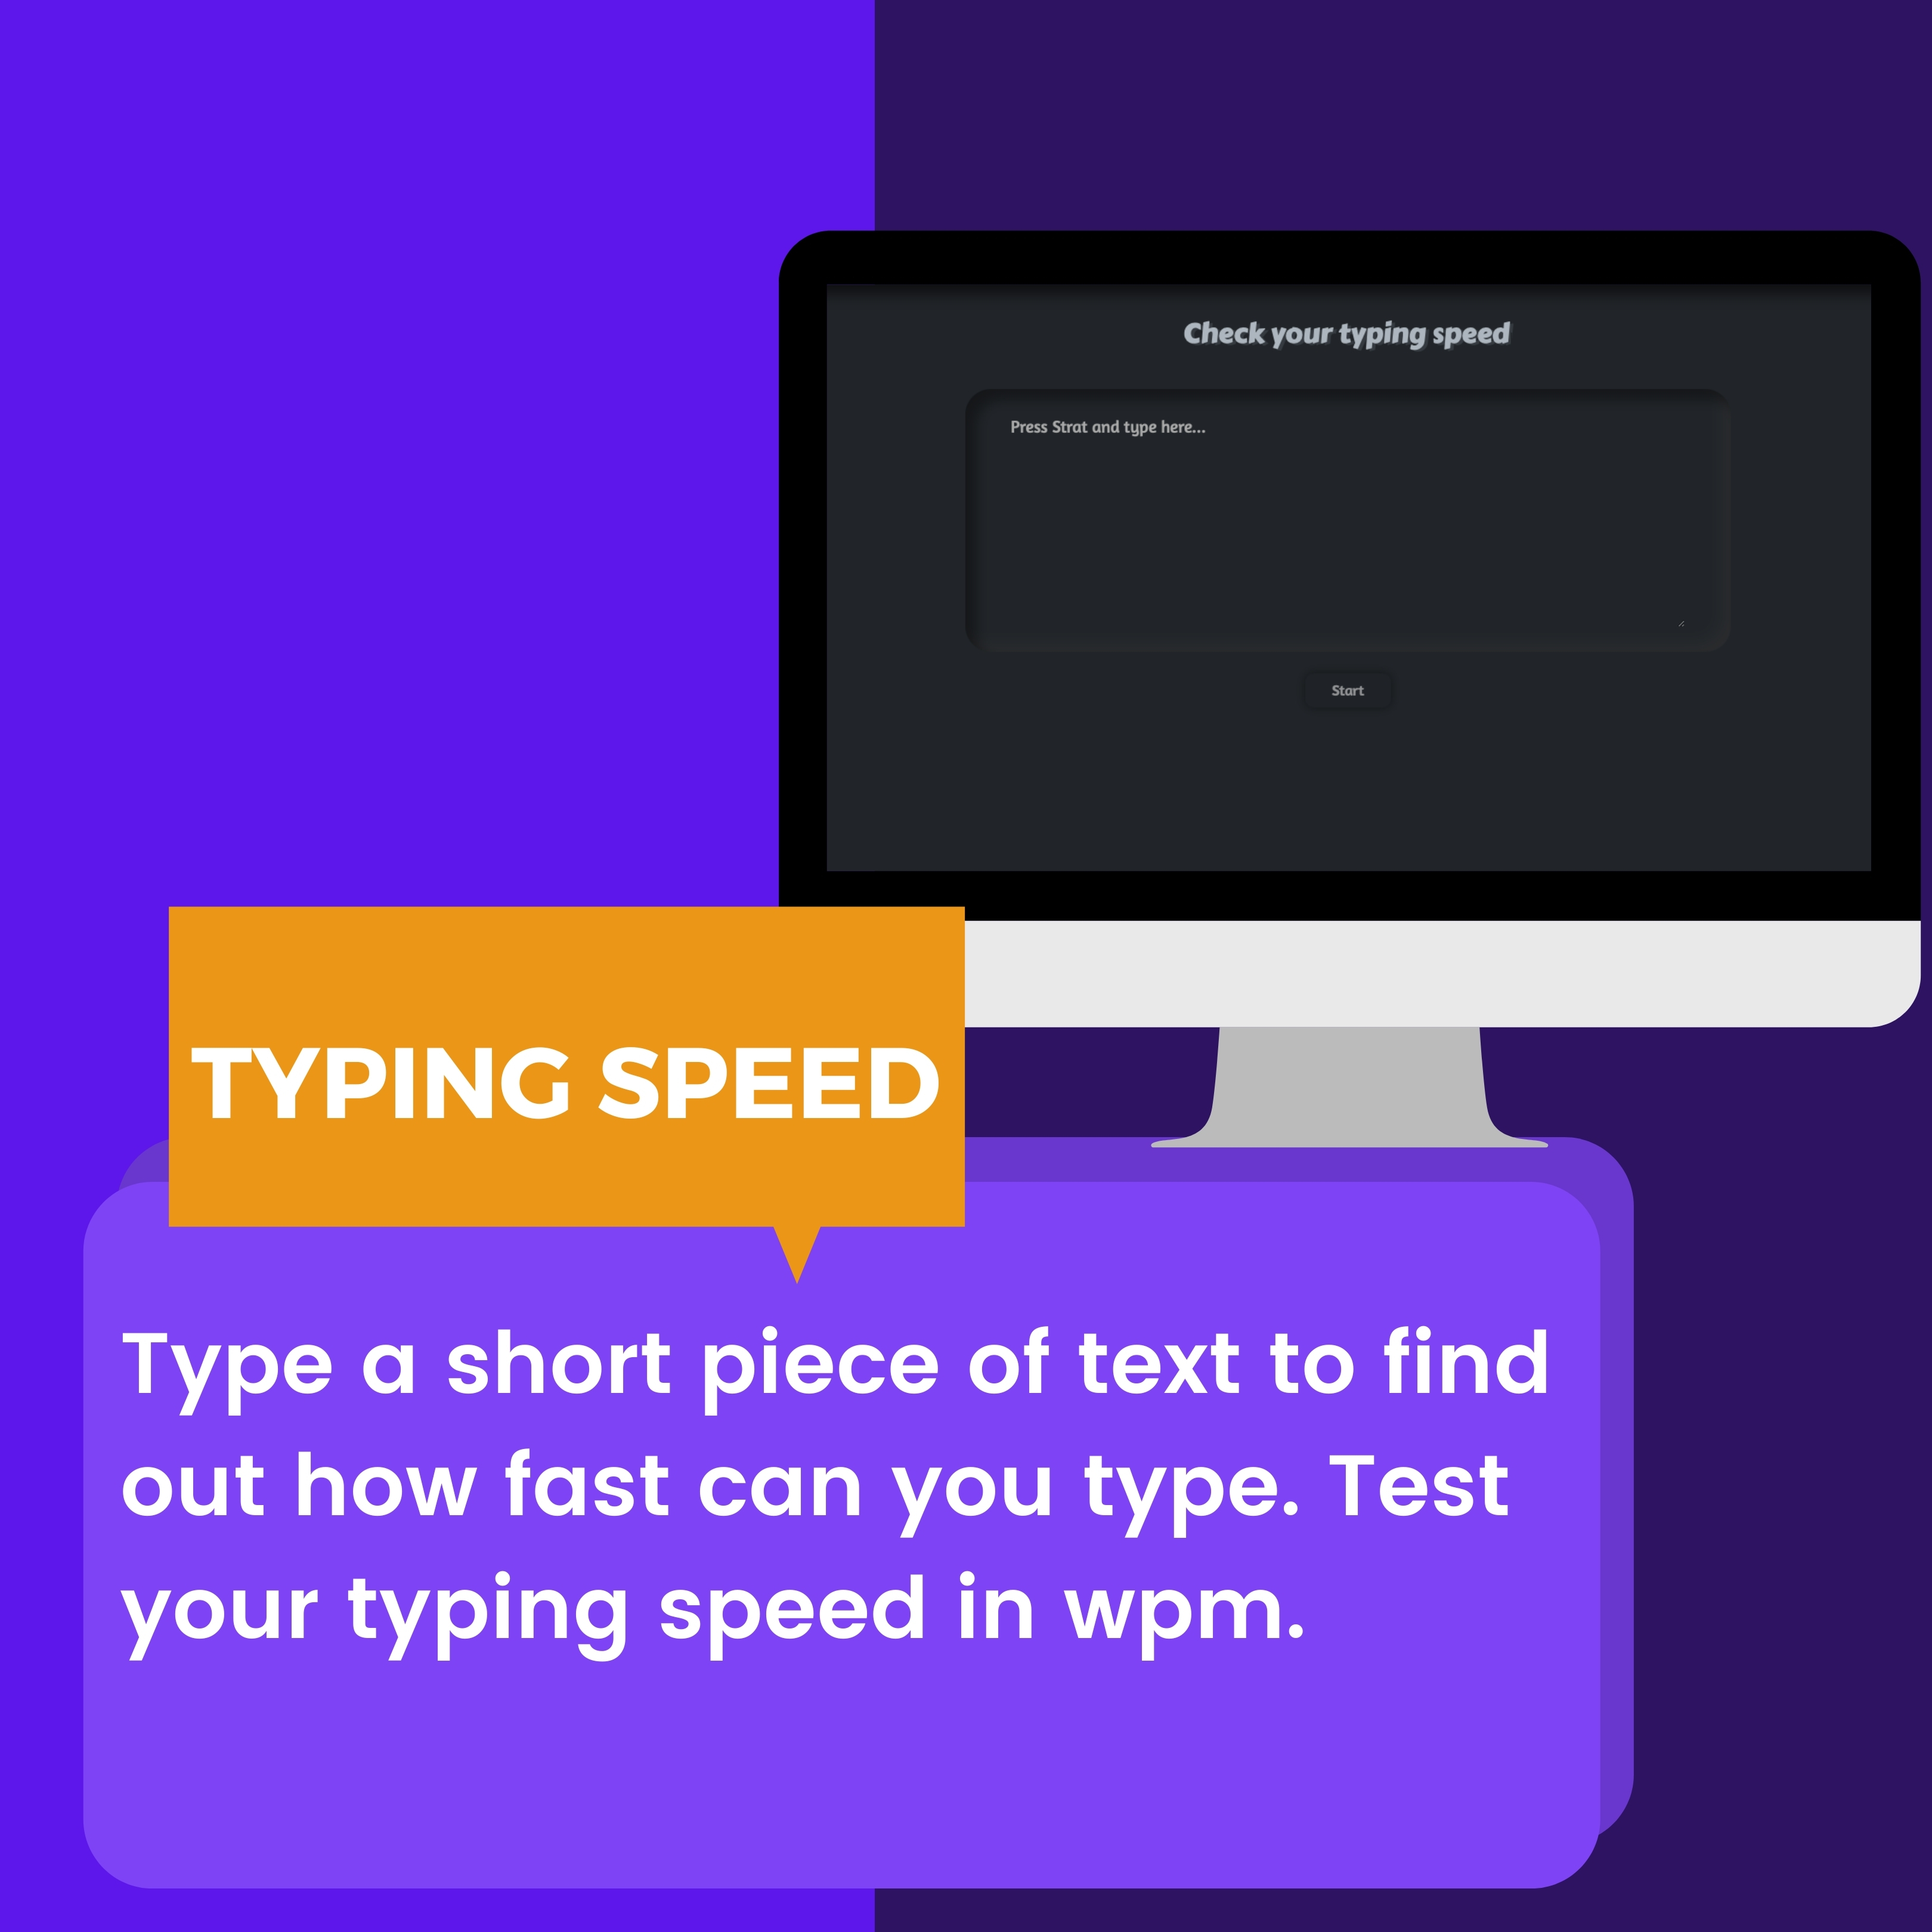 Check your typing speed
Press Strat and type here...
Start
TYPING SPEED
Type a short piece of text to find
out how fast can you type. Test
your typing speed in wpm.